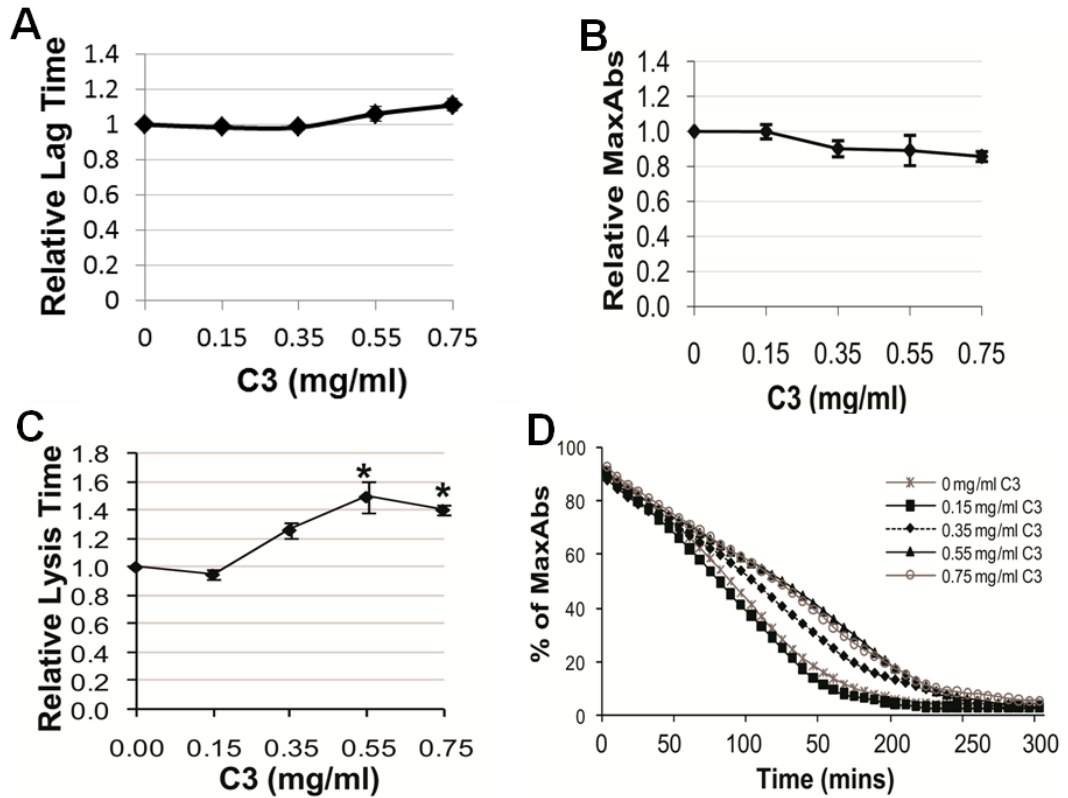 A
Relative Lag Time
1.4
1.2
1
0.8
0.6
0.4
0.2
0
0 0.15 0.35 0.55 0.75
C3 (mg/ml)
B
Relative MaxAbs
1.4
1.2
1.0
0.8
0.6
0.4
0.2
0.0
0 0.15 0.35 0.55 0.75
C3 (mg/ml)
C
Relative Lysis Time
1.8
1.6
1.4
1.2
1.0
0.8
0.6
0.4
0.2
0.0
* *
0.00 0.15 0.35 0.55 0.75
C3 (mg/ml)
D
% of MaxAbs
100
80
60
40
20
0
0 mg/ml C3
0.15 mg/ml C3
0.35 mg/ml C3
0.55 mg/ml C3
0.75 mg/ml C3
0 50 100 50 200 250 300
Time (mins)